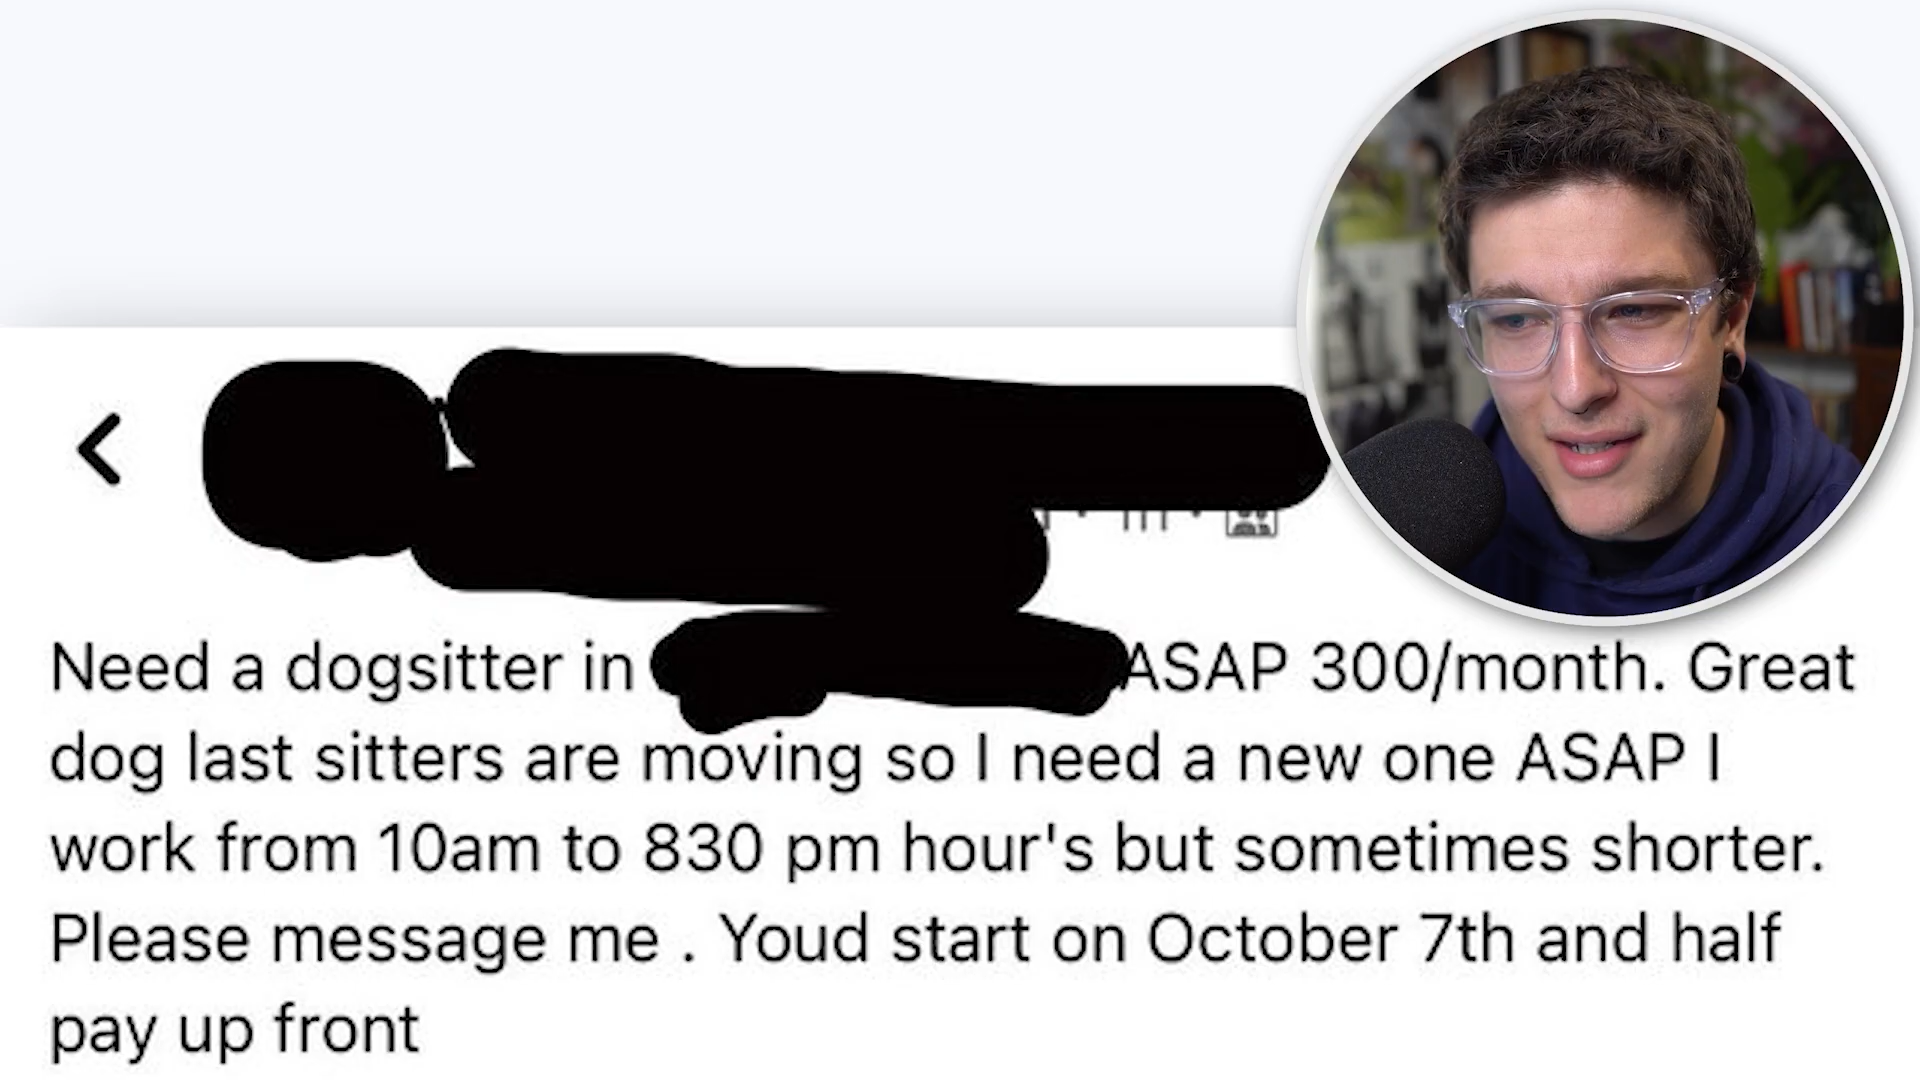 Need a dogsitter in ASAP 300/month. Great
dog last sitters are moving so I need a new one ASAP I
work from 10am to 830 pm hour's but sometimes shorter.
Please message me . Youd start on October 7th and half
pay up front